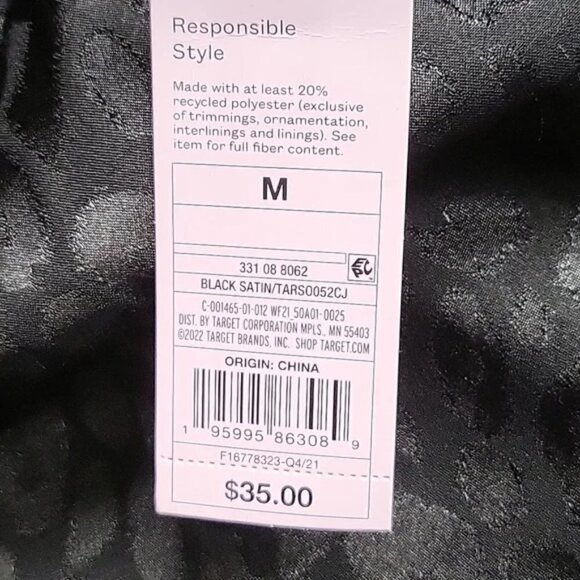 Responsible
Style
Made with at least 20%
recycled polyester (exclusive
of trimmings, ornamentation,
interlinings and linings). See
item for full fiber content.
M
331 08 8062
BLACK SATIN/TARS0052CJ
C-001465-01-012 WF21 50A01-0025
DIST. BY TARGET CORPORATION MPLS., MN 55403
©2022 TARGET BRANDS, INC. SHOP TARGET.COM
ORIGIN: CHINA
1 95995 86308 9
F16778323-Q4/21
$35.00